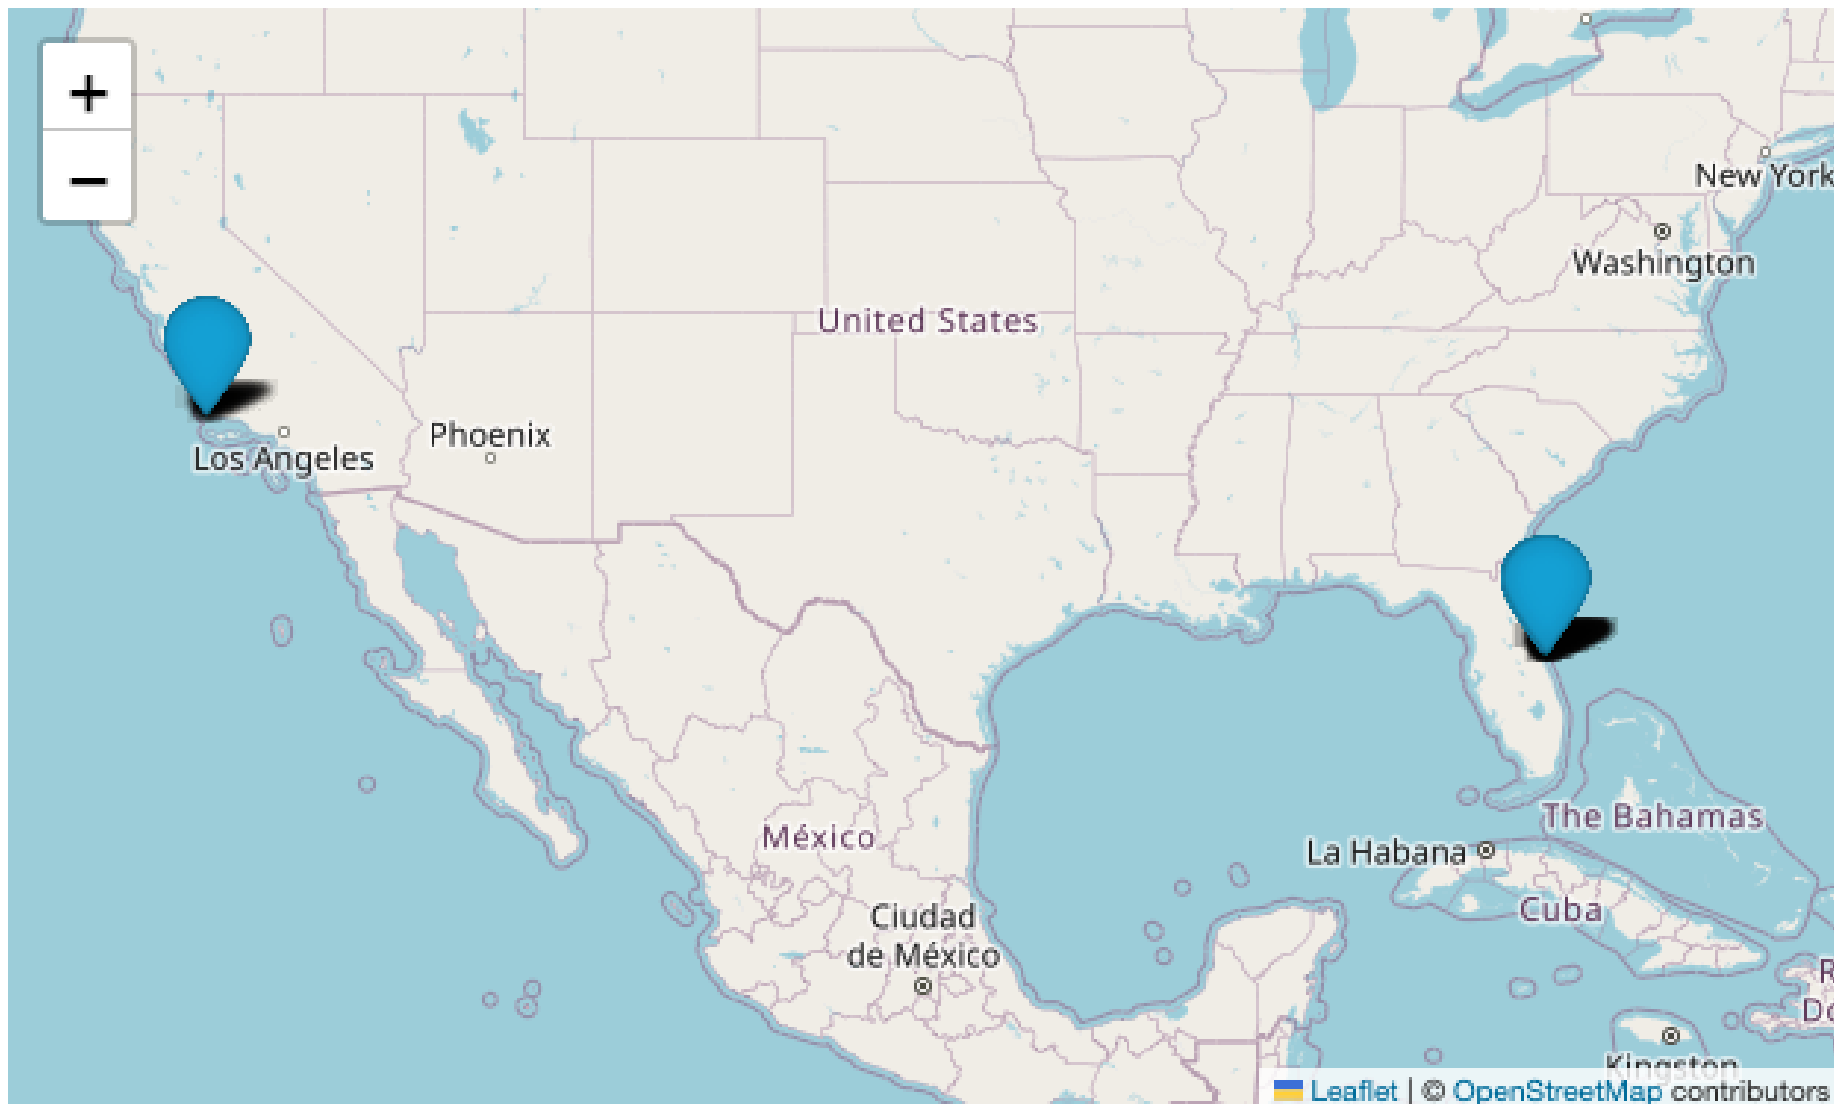 +
−
New York
Washington
United States
Phoenix
Los Angeles
The Bahamas
México
La Habana
Cuba
Ciudad
de México
Kingston
Leaflet | © OpenStreetMap contributors